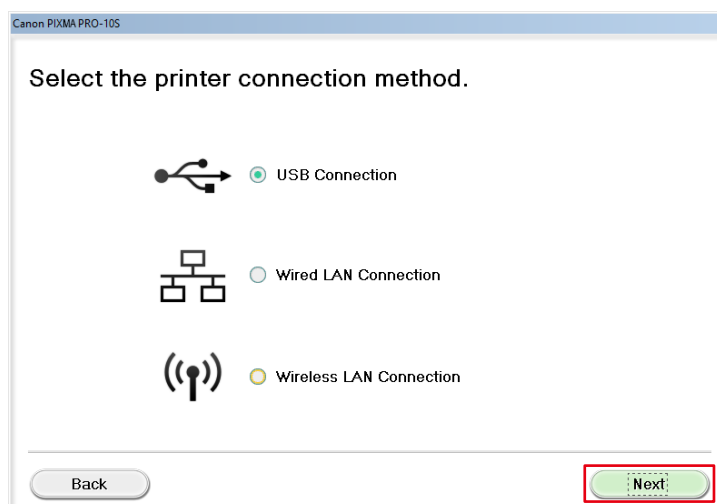 Canon PIXMA PRO-10S
Select the printer connection method.
USB Connection
Wired LAN Connection
Wireless LAN Connection
Back
Next